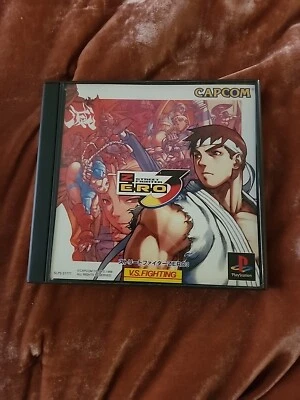 CAPCOM
STREET
FIGHTER
ZERO 3
ストリートファイターZERO3
V.S. FIGHTING
PlayStation